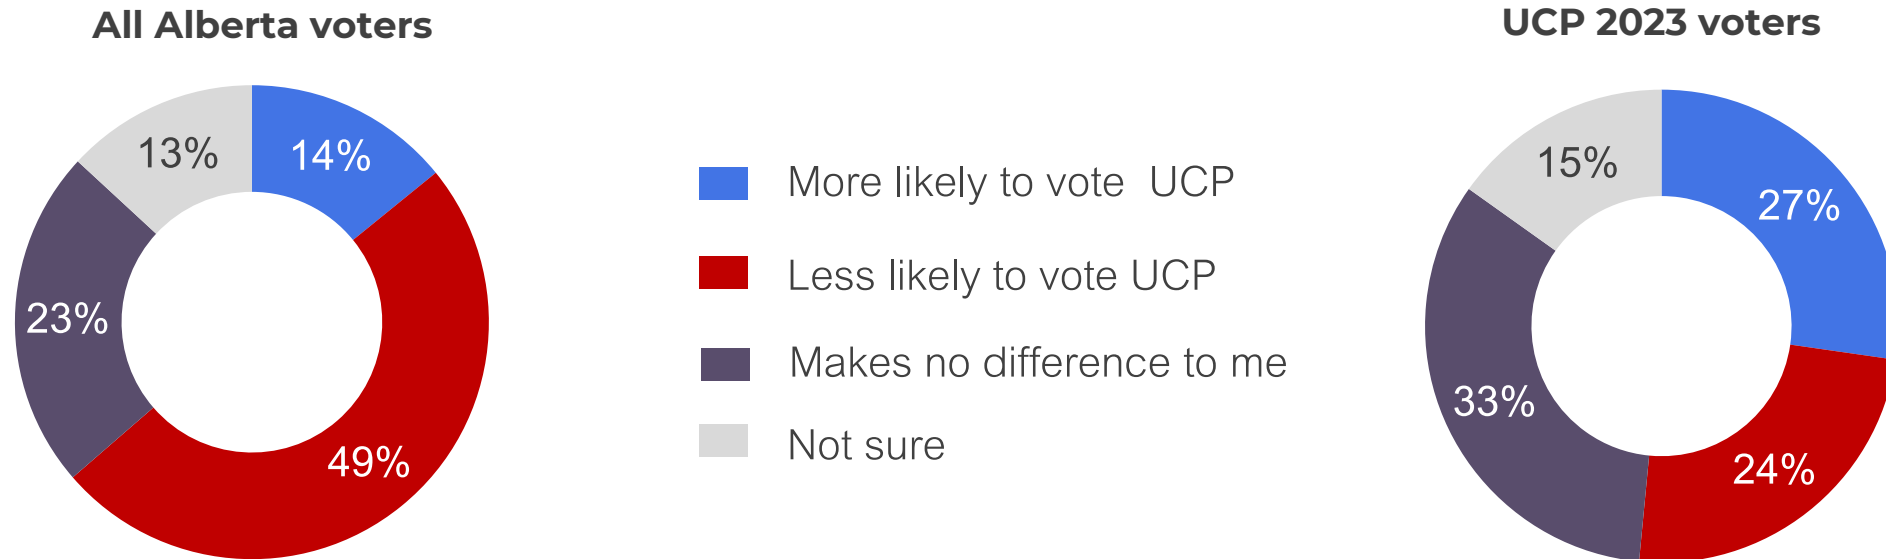 All Alberta voters
13%
14%
23%
49%
More likely to vote UCP
Less likely to vote UCP
Makes no difference to me
Not sure
UCP 2023 voters
15%
27%
33%
24%